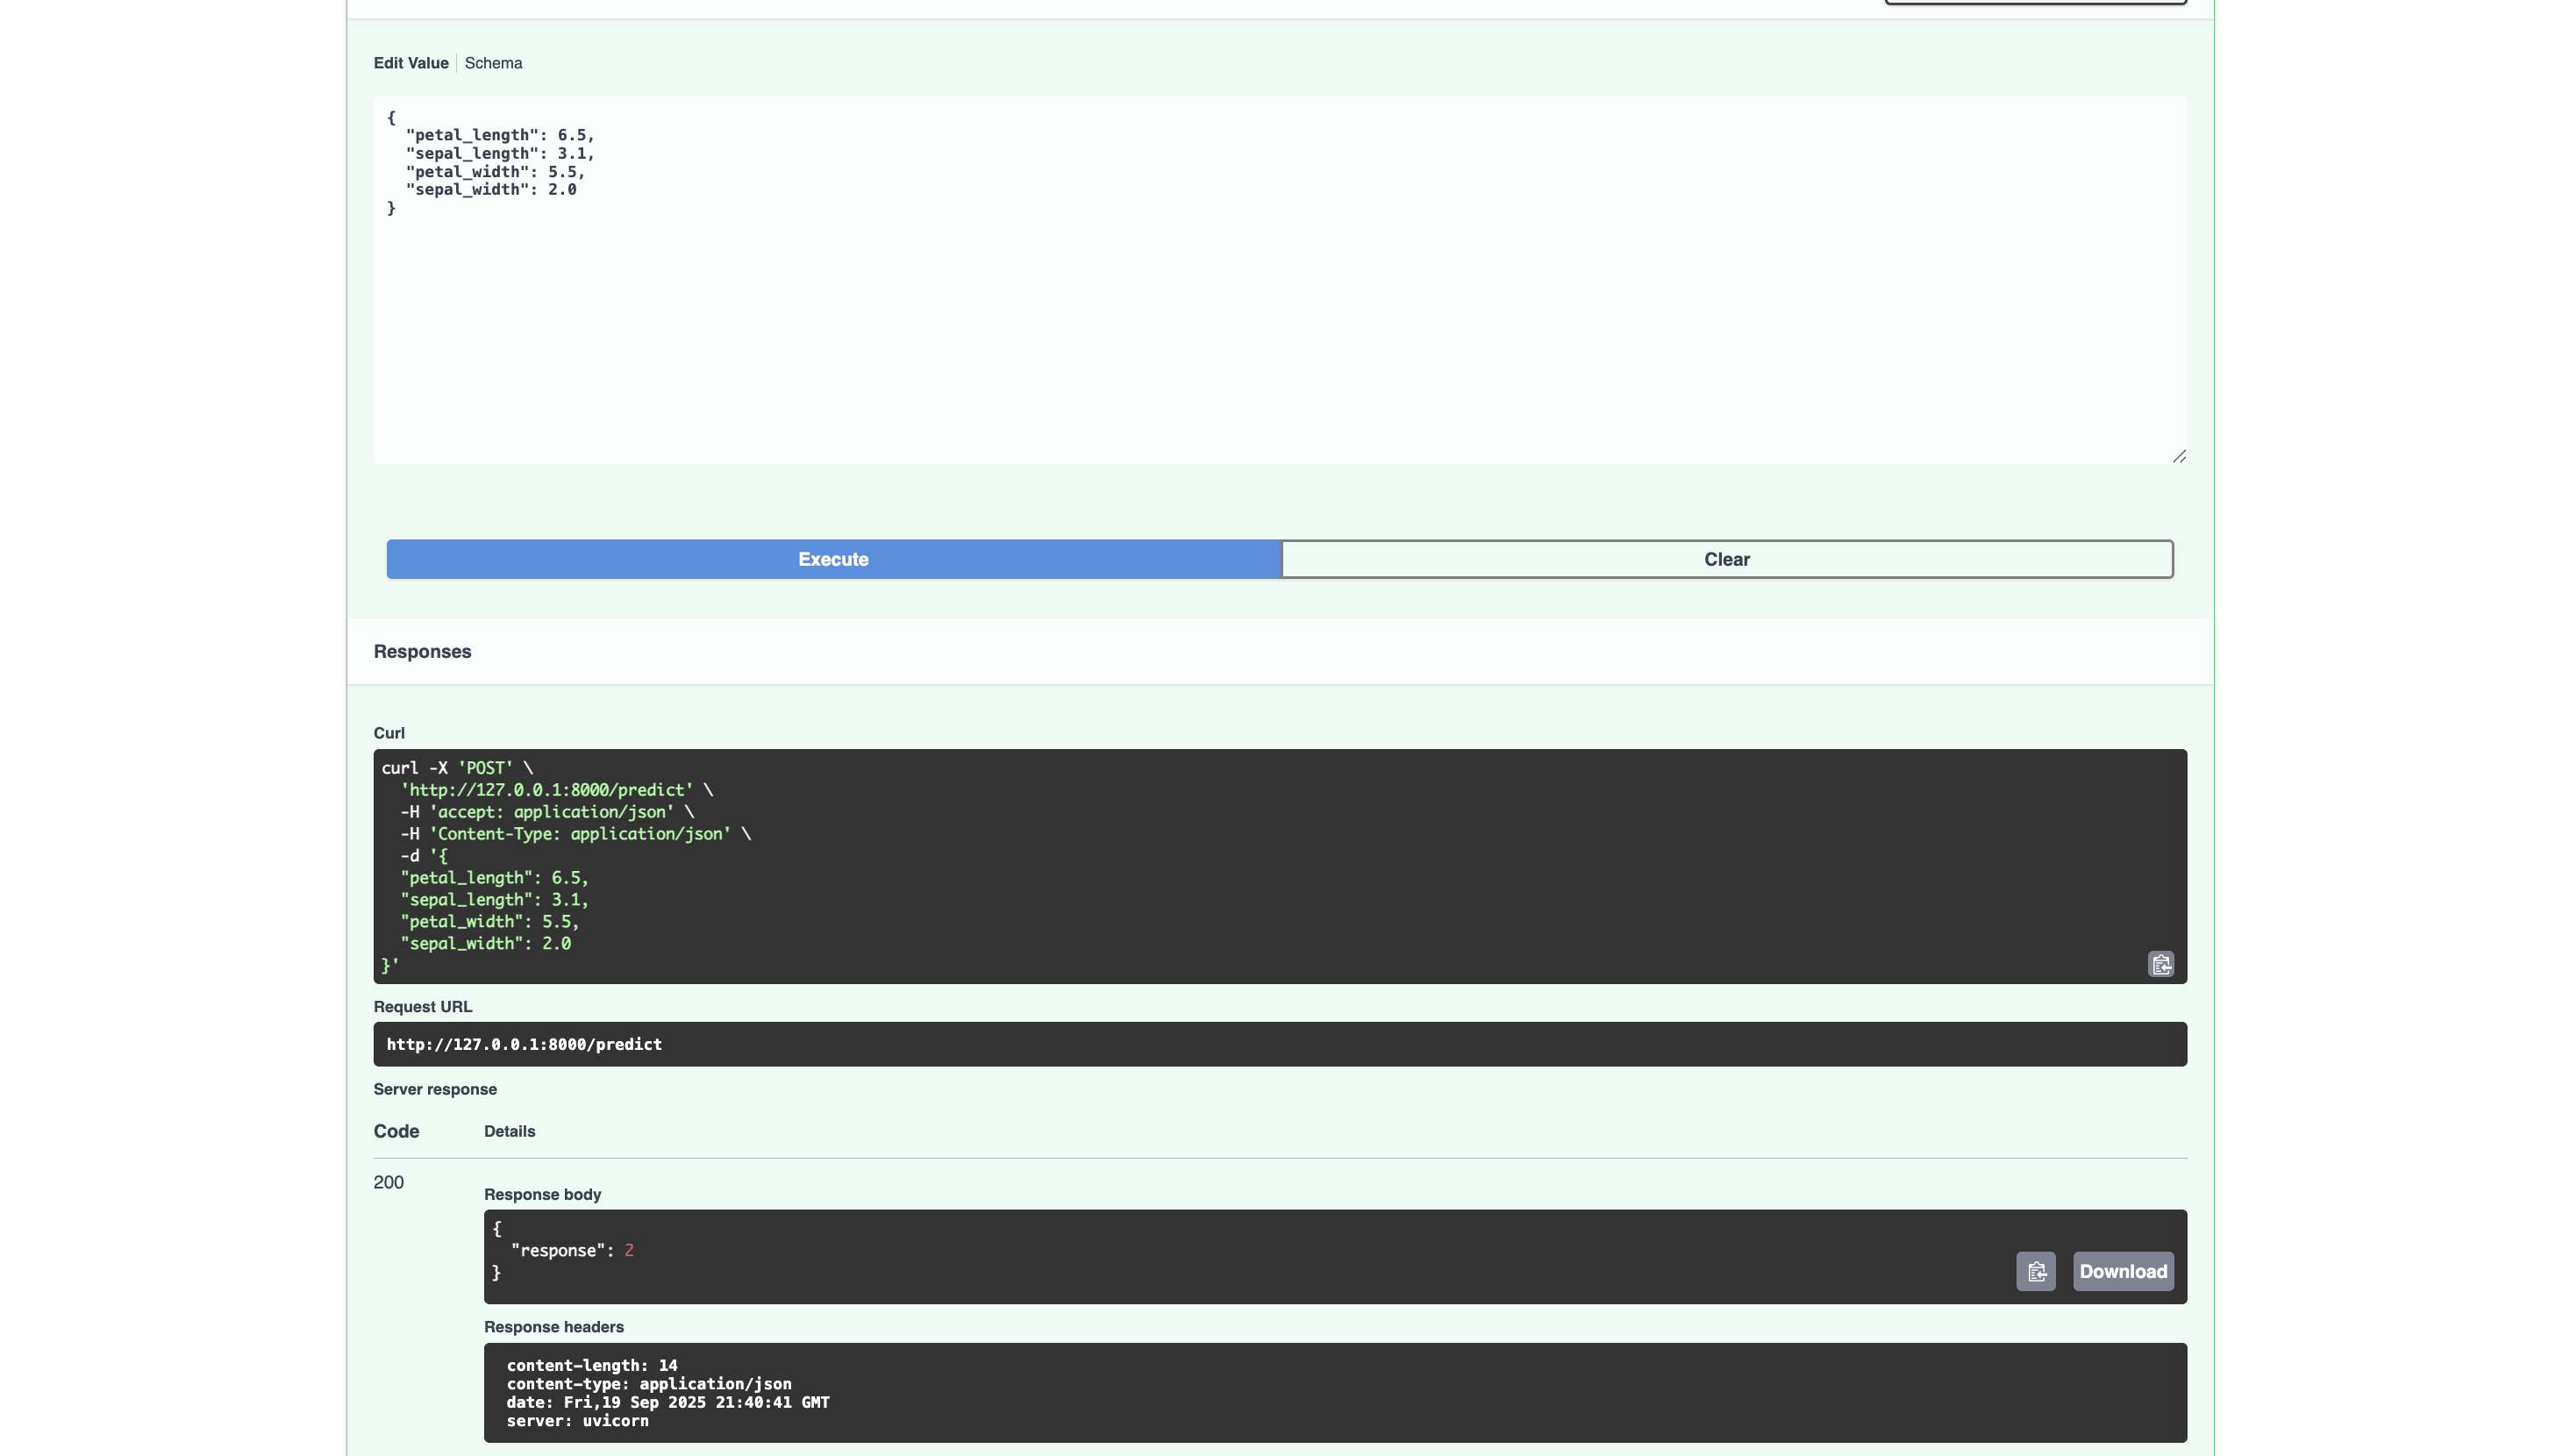 Edit Value Schema
{
"petal_length": 6.5,
"sepal_length": 3.1,
"petal_width": 5.5,
"sepal_width": 2.0
}
Execute Clear
Responses
Curl
curl -X 'POST' \
'http://127.0.0.1:8000/predict' \
-H 'accept: application/json' \
-H 'Content-Type: application/json' \
-d '{
"petal_length": 6.5,
"sepal_length": 3.1,
"petal_width": 5.5,
"sepal_width": 2.0
}'
Request URL
http://127.0.0.1:8000/predict
Server response
Code Details
200
Response body
{
"response": 2
}
Download
Response headers
content-length: 14
content-type: application/json
date: Fri,19 Sep 2025 21:40:41 GMT
server: uvicorn